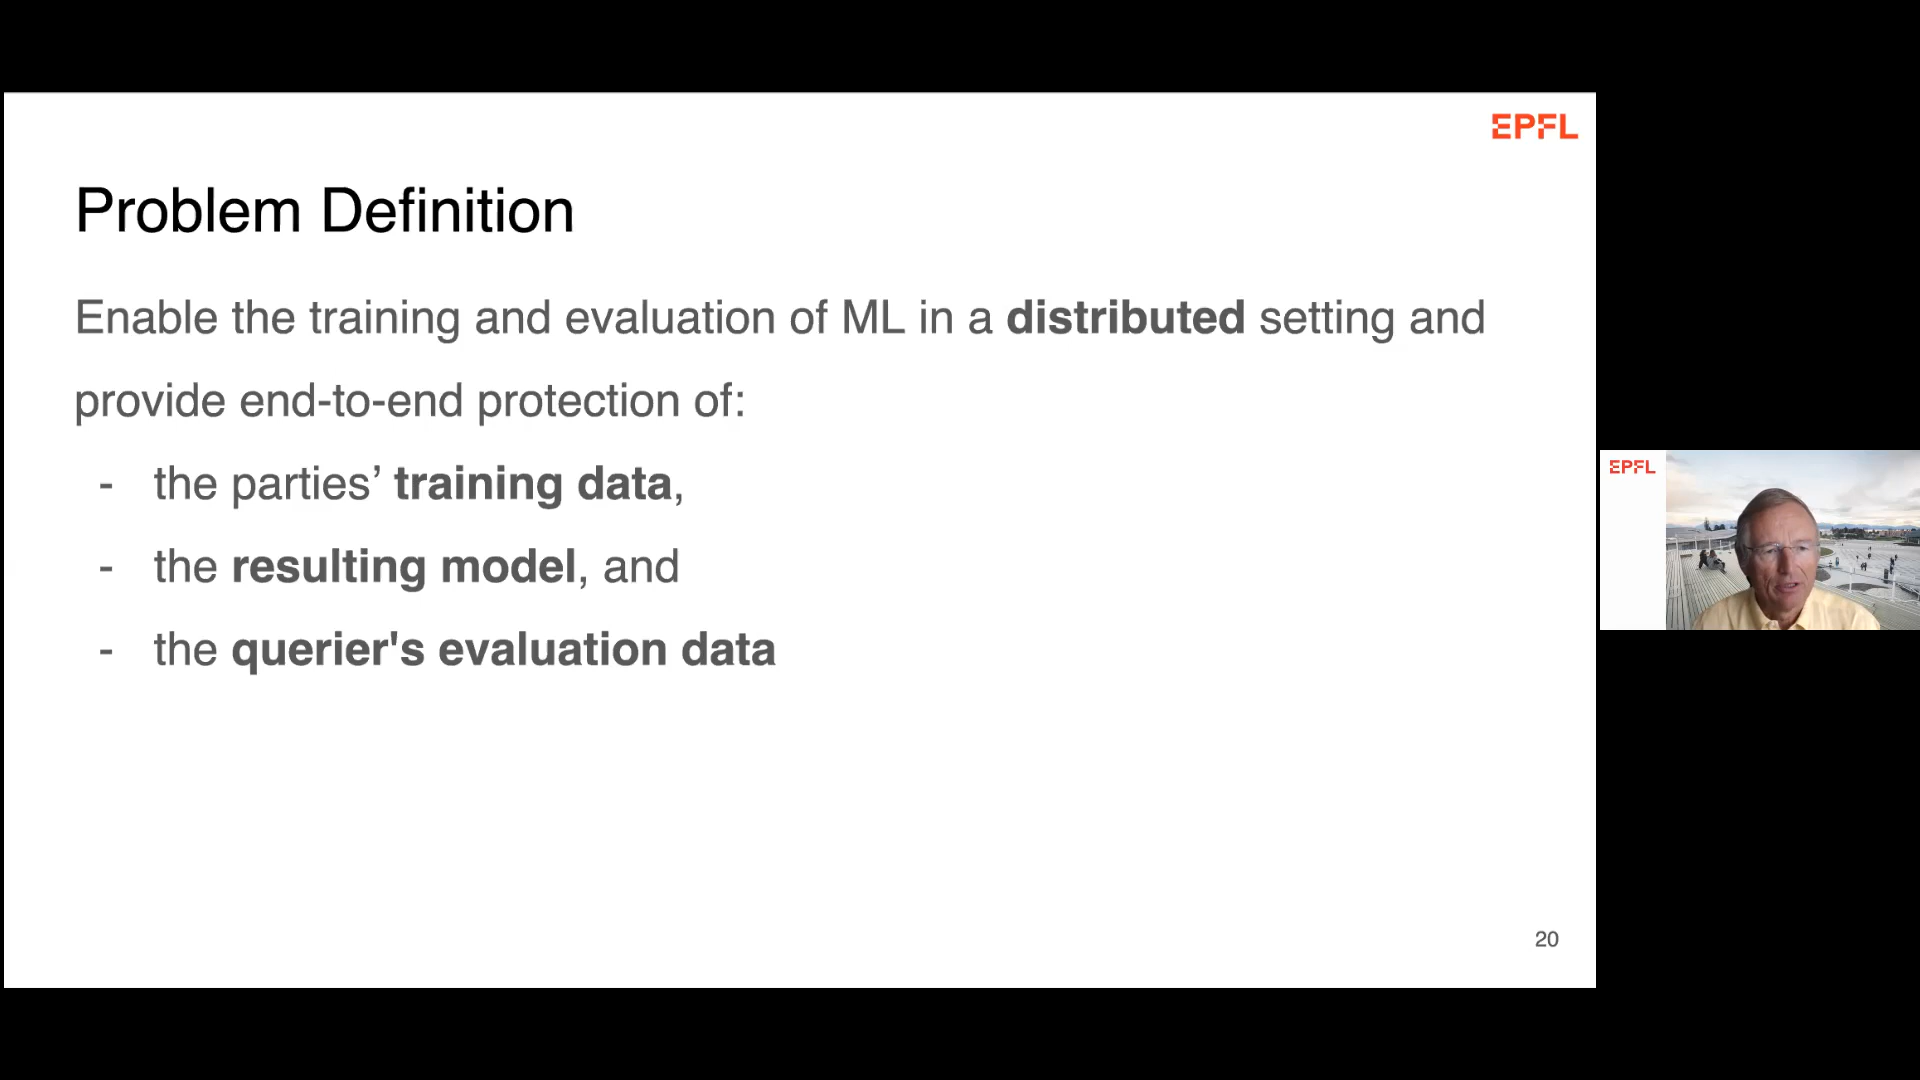 EPFL
Problem Definition
Enable the training and evaluation of ML in a distributed setting and
provide end-to-end protection of:
- the parties’ training data,
- the resulting model, and
- the querier's evaluation data
20
EPFL